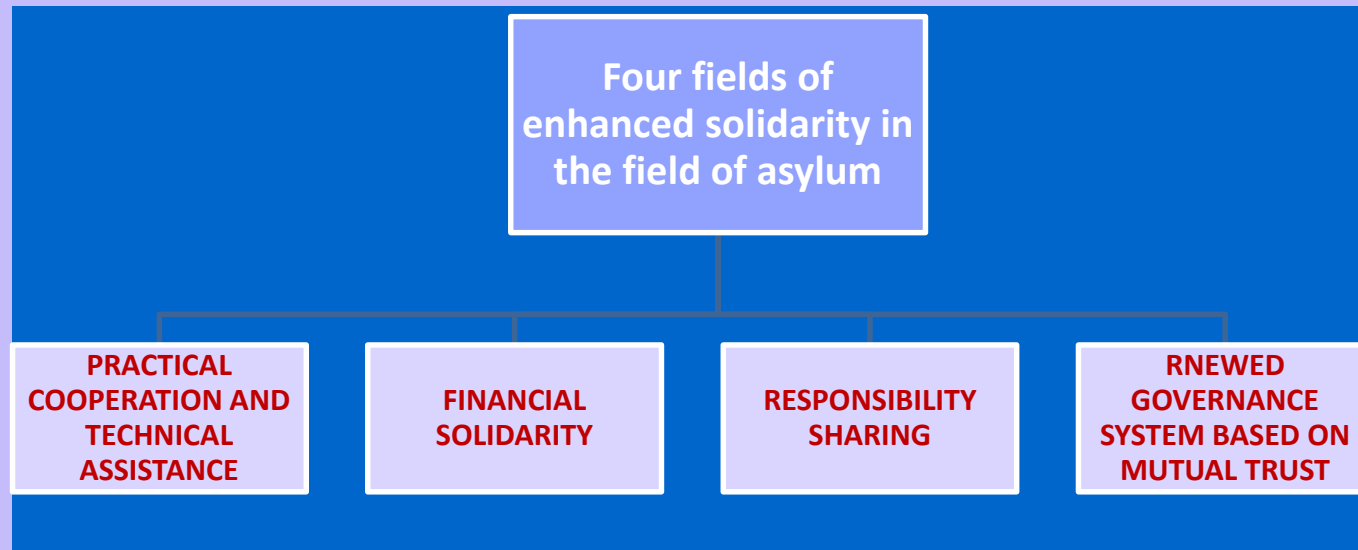 Four fields of
enhanced solidarity in
the field of asylum
PRACTICAL
COOPERATION AND
TECHNICAL
ASSISTANCE
FINANCIAL
SOLIDARITY
RESPONSIBILITY
SHARING
RNEWED
GOVERNANCE
SYSTEM BASED ON
MUTUAL TRUST